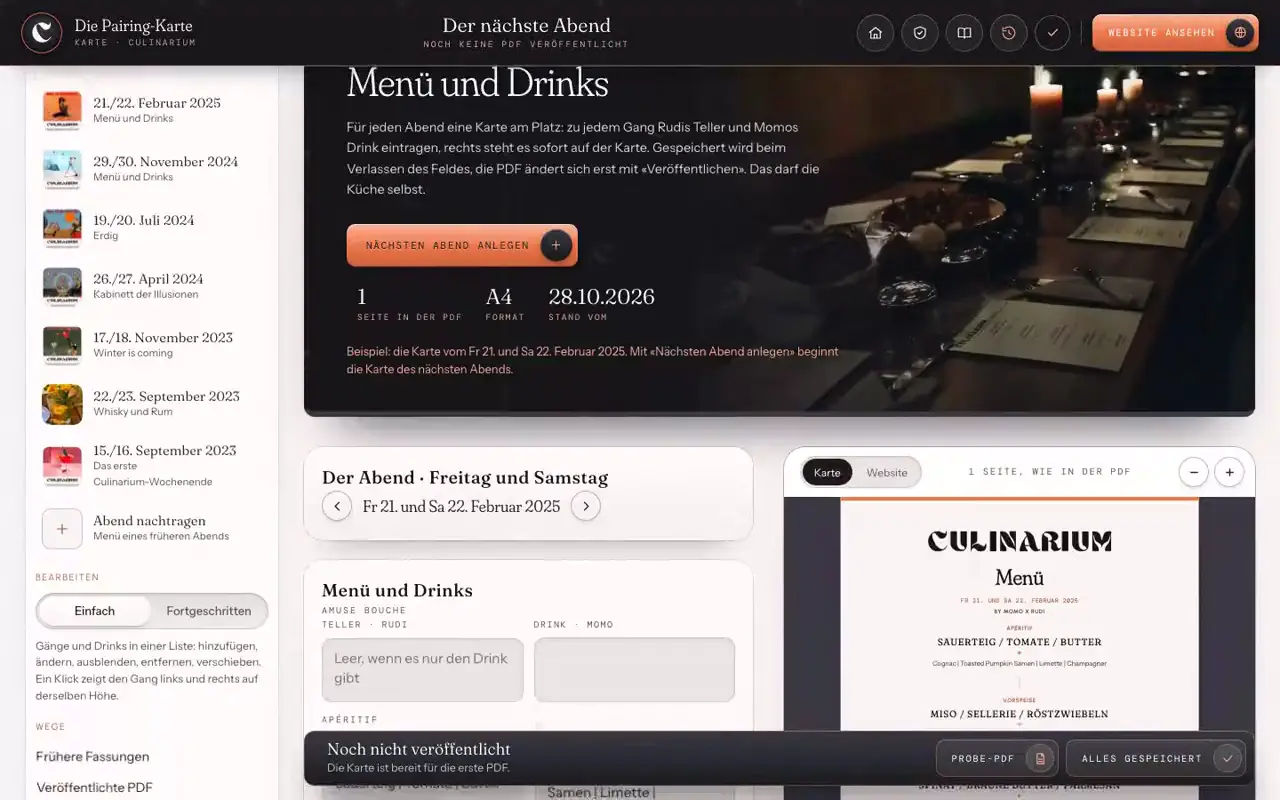 Die Pairing-Karte
KARTE · CULINARIUM
Der nächste Abend
NOCH KEINE PDF VERÖFFENTLICHT
WEBSITE ANSEHEN
21./22. Februar 2025
Menü und Drinks
29./30. November 2024
Menü und Drinks
19./20. Juli 2024
Erdig
26./27. April 2024
Kabinett der Illusionen
17./18. November 2023
Winter is coming
22./23. September 2023
Whisky und Rum
15./16. September 2023
Das erste
Culinarium-Wochenende
Abend nachtragen
Menü eines früheren Abends
BEARBEITEN
Einfach
Fortgeschritten
Gänge und Drinks in einer Liste: hinzufügen,
ändern, ausblenden, entfernen, verschieben.
Ein Klick zeigt den Gang links und rechts auf
derselben Höhe.
WEGE
Frühere Fassungen
Veröffentlichte PDF
Menü und Drinks
Für jeden Abend eine Karte am Platz: zu jedem Gang Rudis Teller und Momos
Drink eintragen, rechts steht es sofort auf der Karte. Gespeichert wird beim
Verlassen des Feldes, die PDF ändert sich erst mit «Veröffentlichen». Das darf die
Küche selbst.
NÄCHSTEN ABEND ANLEGEN
1
SEITE IN DER PDF
A4
FORMAT
28.10.2026
STAND VOM
Beispiel: die Karte vom Fr 21. und Sa 22. Februar 2025. Mit «Nächsten Abend anlegen» beginnt
die Karte des nächsten Abends.
Der Abend · Freitag und Samstag
Fr 21. und Sa 22. Februar 2025
Menü und Drinks
AMUSE BOUCHE
TELLER · RUDI
DRINK · MOMO
Leer, wenn es nur den Drink
gibt
APÉRITIF
Samen | Limette |
Karte
Website
1 SEITE, WIE IN DER PDF
CULINARIUM
Menü
FR 21. UND SA 22. FEBRUAR 2025
BY MOMO X RUDI
APÉRITIF
SAUERTEIG / TOMATE / BUTTER
Cognac | Toasted Pumpkin Samen | Limette | Champagner
VORSPEISE
MISO / SELLERIE / RÖSTZWIEBELN
SPINAT / BRAUNE BUTTER / PARMESAN
Noch nicht veröffentlicht
Die Karte ist bereit für die erste PDF.
PROBE-PDF
ALLES GESPEICHERT